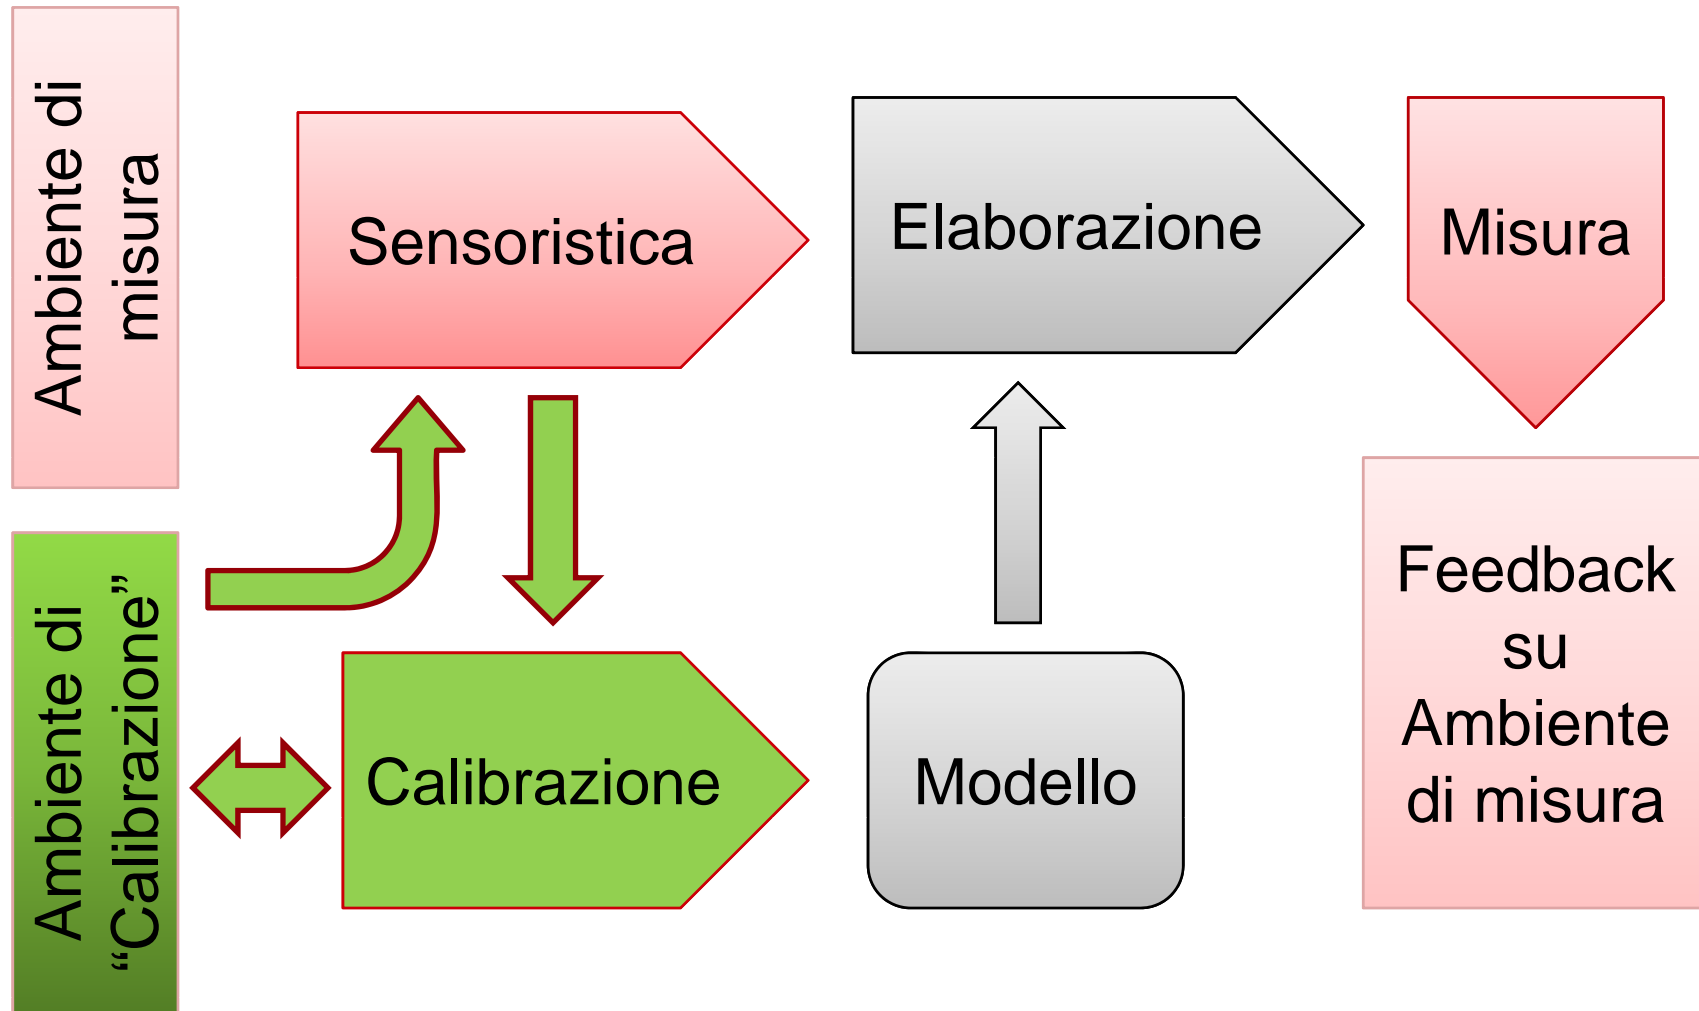 Ambiente di
misura
Sensoristica
Elaborazione
Misura
Ambiente di
“Calibrazione”
Calibrazione
Modello
Feedback
su
Ambiente
di misura